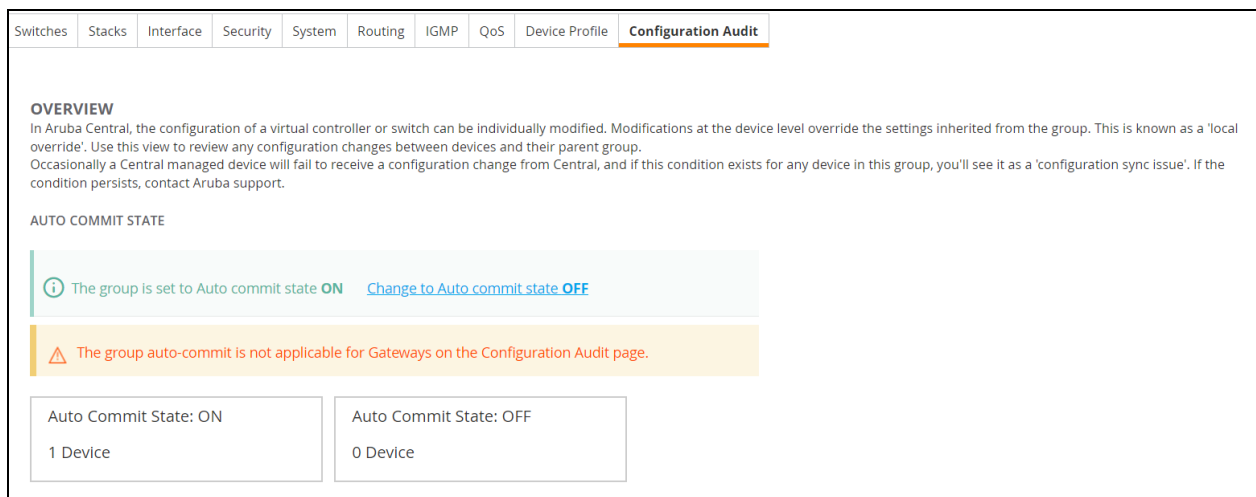 Switches Stacks Interface Security System Routing IGMP QoS Device Profile Configuration Audit
OVERVIEW
In Aruba Central, the configuration of a virtual controller or switch can be individually modified. Modifications at the device level override the settings inherited from the group. This is known as a 'local
override'. Use this view to review any configuration changes between devices and their parent group.
Occasionally a Central managed device will fail to receive a configuration change from Central, and if this condition exists for any device in this group, you'll see it as a 'configuration sync issue'. If the
condition persists, contact Aruba support.
AUTO COMMIT STATE
The group is set to Auto commit state ON Change to Auto commit state OFF
The group auto-commit is not applicable for Gateways on the Configuration Audit page.
Auto Commit State: ON
1 Device
Auto Commit State: OFF
0 Device